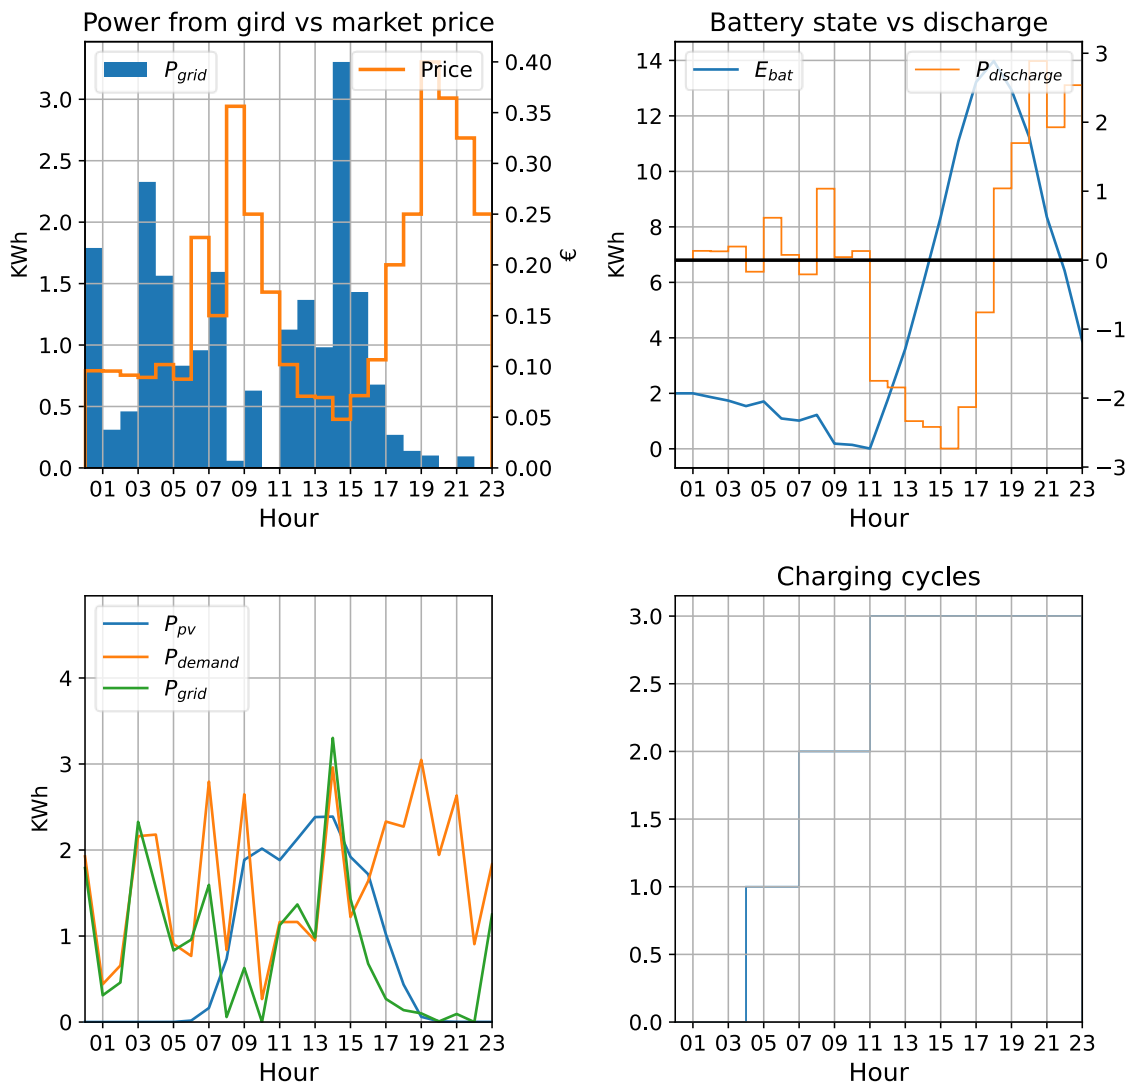 Power from gird vs market price
P_grid
Price
3.0
2.5
2.0
1.5
1.0
0.5
0.0
KWh
0.40
0.35
0.30
0.25
0.20
0.15
0.10
0.05
0.00
€
01 03 05 07 09 11 13 15 17 19 21 23
Hour
Battery state vs discharge
E_bat
P_discharge
14
12
10
8
6
4
2
0
KWh
3
2
1
0
−1
−2
−3
01 03 05 07 09 11 13 15 17 19 21 23
Hour
P_pv
P_demand
P_grid
4
3
2
1
0
KWh
01 03 05 07 09 11 13 15 17 19 21 23
Hour
Charging cycles
3.0
2.5
2.0
1.5
1.0
0.5
0.0
01 03 05 07 09 11 13 15 17 19 21 23
Hour